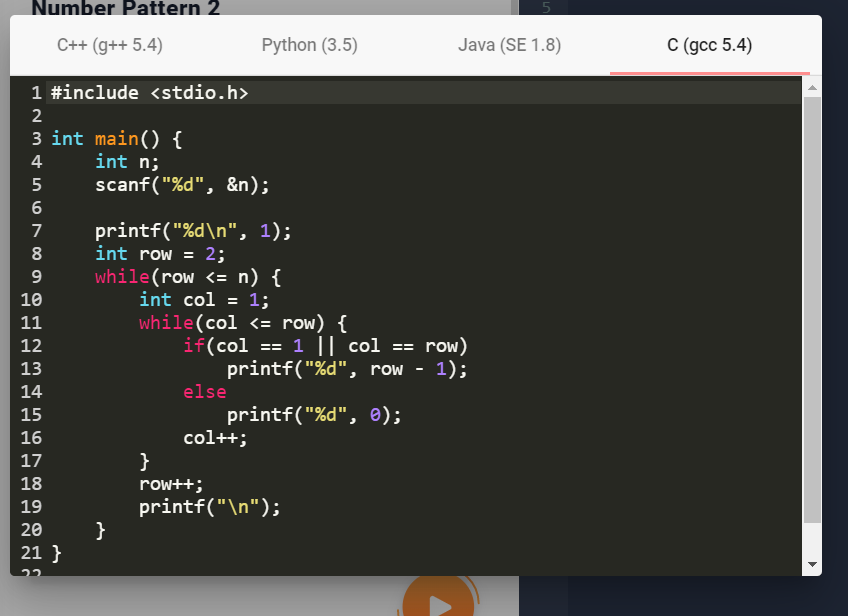 Number Pattern 2
5
C++ (g++ 5.4) Python (3.5) Java (SE 1.8) C (gcc 5.4)
1 #include <stdio.h>
2
3 int main() {
4     int n;
5     scanf("%d", &n);
6
7     printf("%d\n", 1);
8     int row = 2;
9     while(row <= n) {
10         int col = 1;
11         while(col <= row) {
12             if(col == 1 || col == row)
13                 printf("%d", row - 1);
14             else
15                 printf("%d", 0);
16             col++;
17         }
18         row++;
19         printf("\n");
20     }
21 }
22